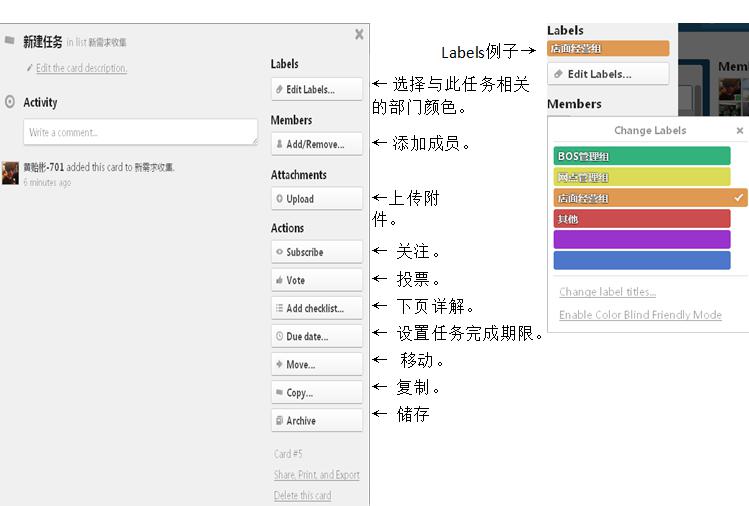 新建任务 in list 新需求收集
Edit the card description.
Activity
Write a comment...
黄贻彬-701 added this card to 新需求收集.
6 minutes ago
Labels
Edit Labels...
Members
Add/Remove...
Attachments
Upload
Actions
Subscribe
Vote
Add checklist...
Due date...
Move...
Copy...
Archive
Card #5
Share, Print, and Export
Delete this card
Labels例子→
← 选择与此任务相关
的部门颜色。
← 添加成员。
←上传附
件。
← 关注。
← 投票。
← 下页详解。
← 设置任务完成期限。
← 移动。
← 复制。
← 储存
Labels
店面经营组
Edit Labels...
Members
Mem
Change Labels
BOS管理组
网点管理组
店面经营组
其他
Change label titles...
Enable Color Blind Friendly Mode